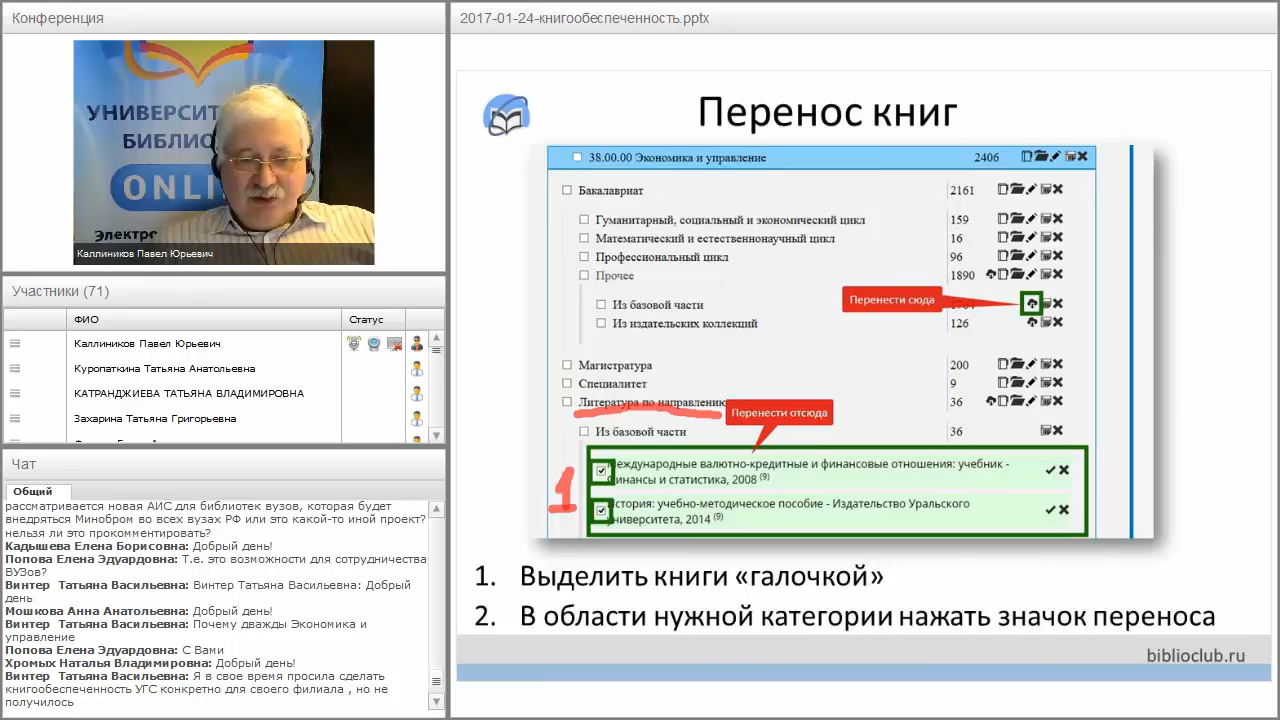 Конференция
УНИВЕРСИТ
БИБЛИО
ONLI
Электро
Каллиников Павел Юрьевич
Участники (71)
ФИО
Статус
Каллиников Павел Юрьевич
Куропаткина Татьяна Анатольевна
КАТРАНДЖИЕВА ТАТЬЯНА ВЛАДИМИРОВНА
Захарина Татьяна Григорьевна
Чат
Общий
рассматривается новая АИС для библиотек вузов, которая будет
внедряться Минобром во всех вузах РФ или это какой-то иной проект?
нельзя ли это прокомментировать?
Кадышева Елена Борисовна: Добрый день!
Попова Елена Эдуардовна: Т.е. это возможности для сотрудничества
ВУЗов?
Винтер Татьяна Васильевна: Винтер Татьяна Васильевна: Добрый
день
Мошкова Анна Анатольевна: Добрый день!
Винтер Татьяна Васильевна: Почему дважды Экономика и
управление
Попова Елена Эдуардовна: С Вами
Хромых Наталья Владимировна: Добрый день!
Винтер Татьяна Васильевна: Я в свое время просила сделать
книгообеспеченность УГС конкретно для своего филиала , но не
получилось
2017-01-24-книгообеспеченность.pptx
Перенос книг
38.00.00 Экономика и управление 2406
Бакалавриат 2161
Гуманитарный, социальный и экономический цикл 159
Математический и естественнонаучный цикл 16
Профессиональный цикл 96
Прочее 1890
Перенести сюда
Из базовой части
Из издательских коллекций 126
Магистратура 200
Специалитет 9
Литература по направлению 36
Перенести отсюда
Из базовой части 36
1
Международные валютно-кредитные и финансовые отношения: учебник -
Финансы и статистика, 2008 (9)
История: учебно-методическое пособие - Издательство Уральского
университета, 2014 (9)
1. Выделить книги «галочкой»
2. В области нужной категории нажать значок переноса
biblioclub.ru